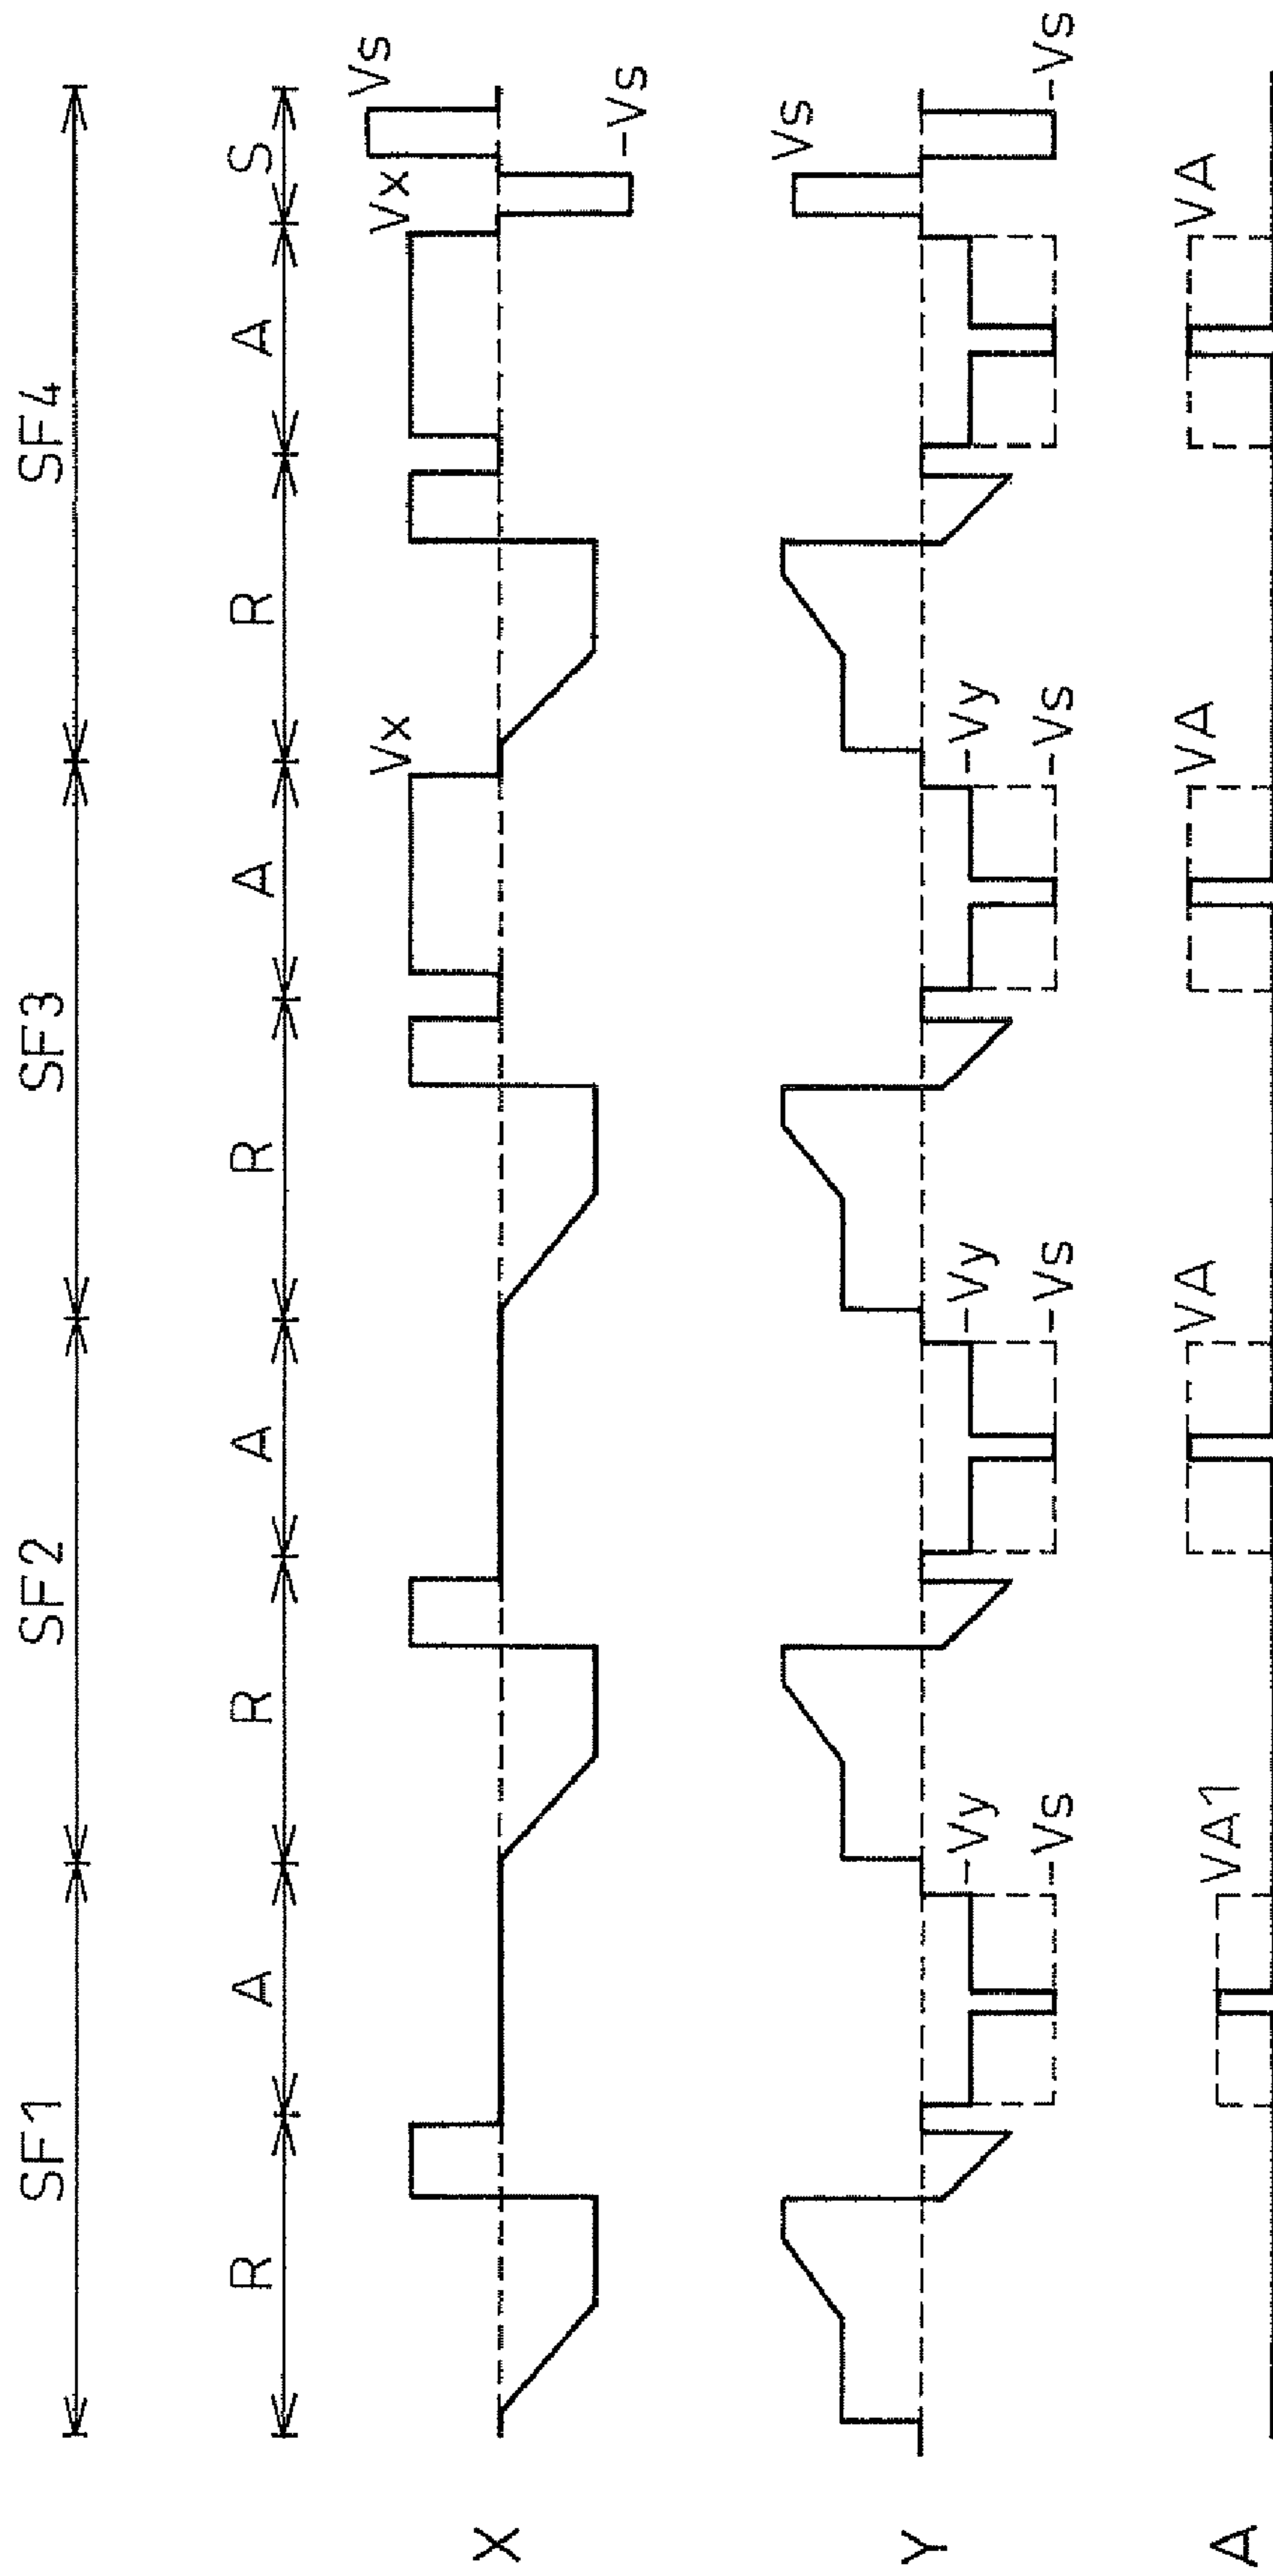 SF1 SF2 SF3 SF4
R A R A R A R A S
Vx Vx Vs
X
-Vs
Vs
Y
-Vy -Vy -Vy
-Vs -Vs -Vs -Vs
VA1 VA VA VA
A